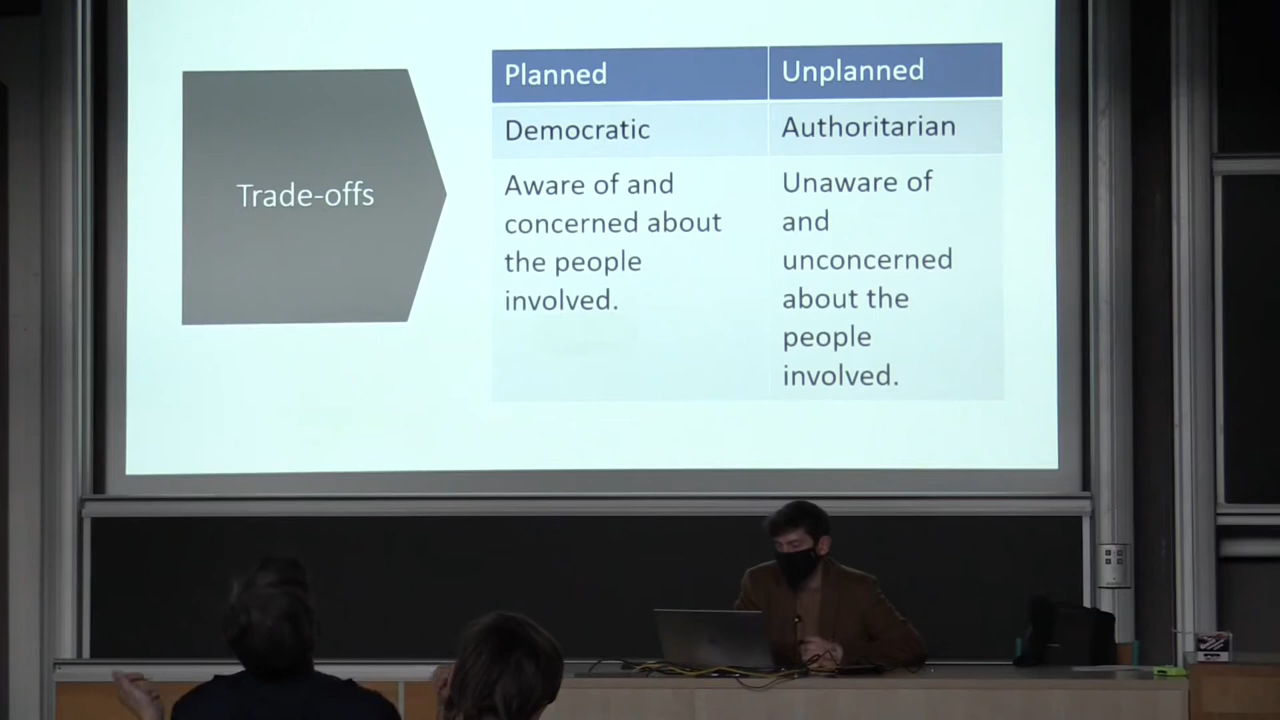 Trade-offs
Planned
Unplanned
Democratic
Authoritarian
Aware of and
concerned about
the people
involved.
Unaware of
and
unconcerned
about the
people
involved.